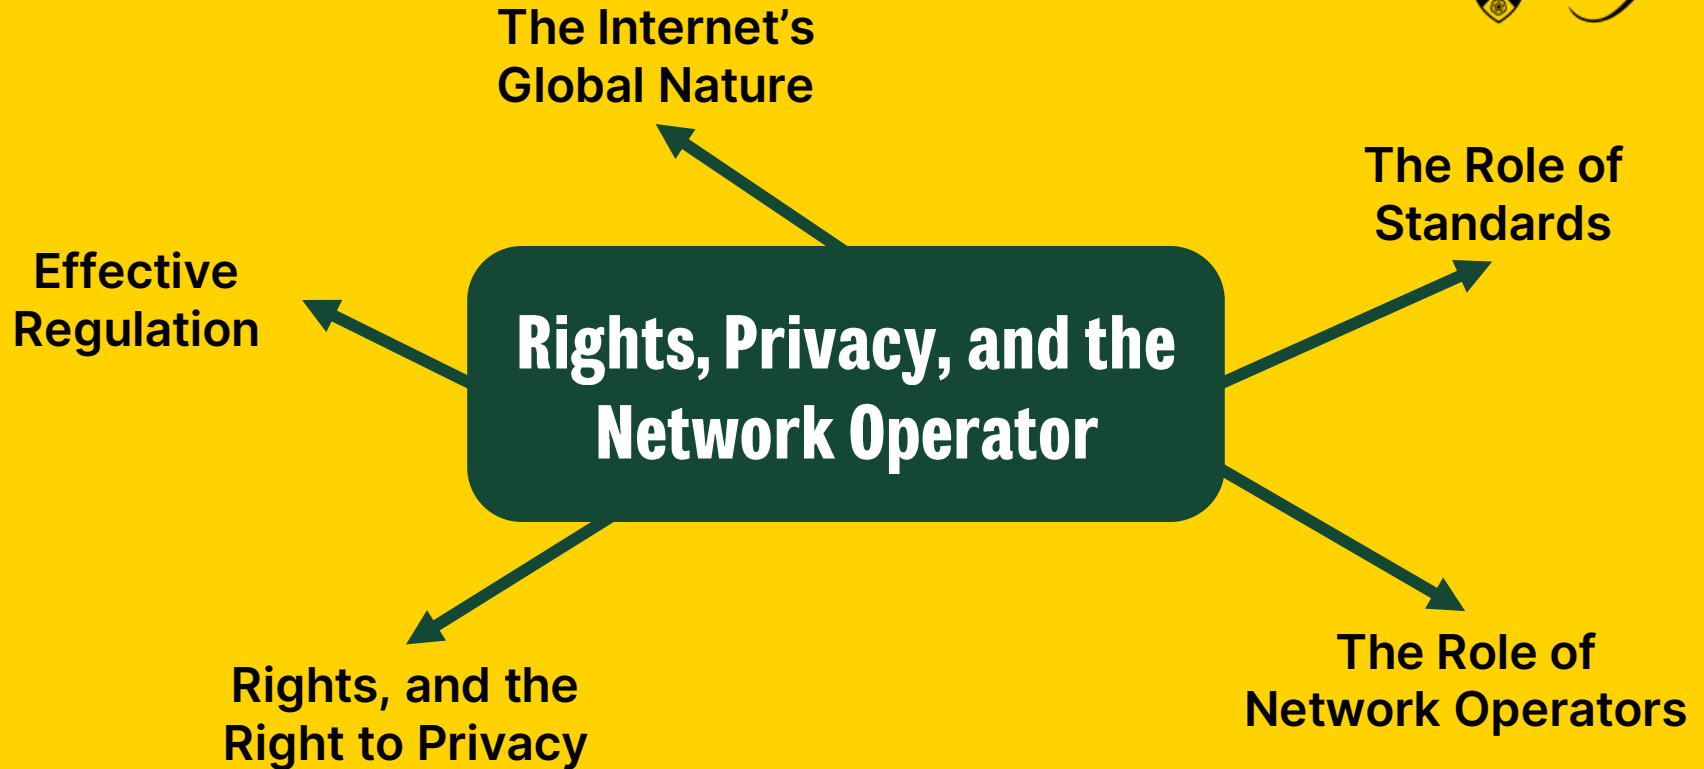 The Internet’s
Global Nature
The Role of
Standards
Effective
Regulation
Rights, Privacy, and the
Network Operator
Rights, and the
Right to Privacy
The Role of
Network Operators